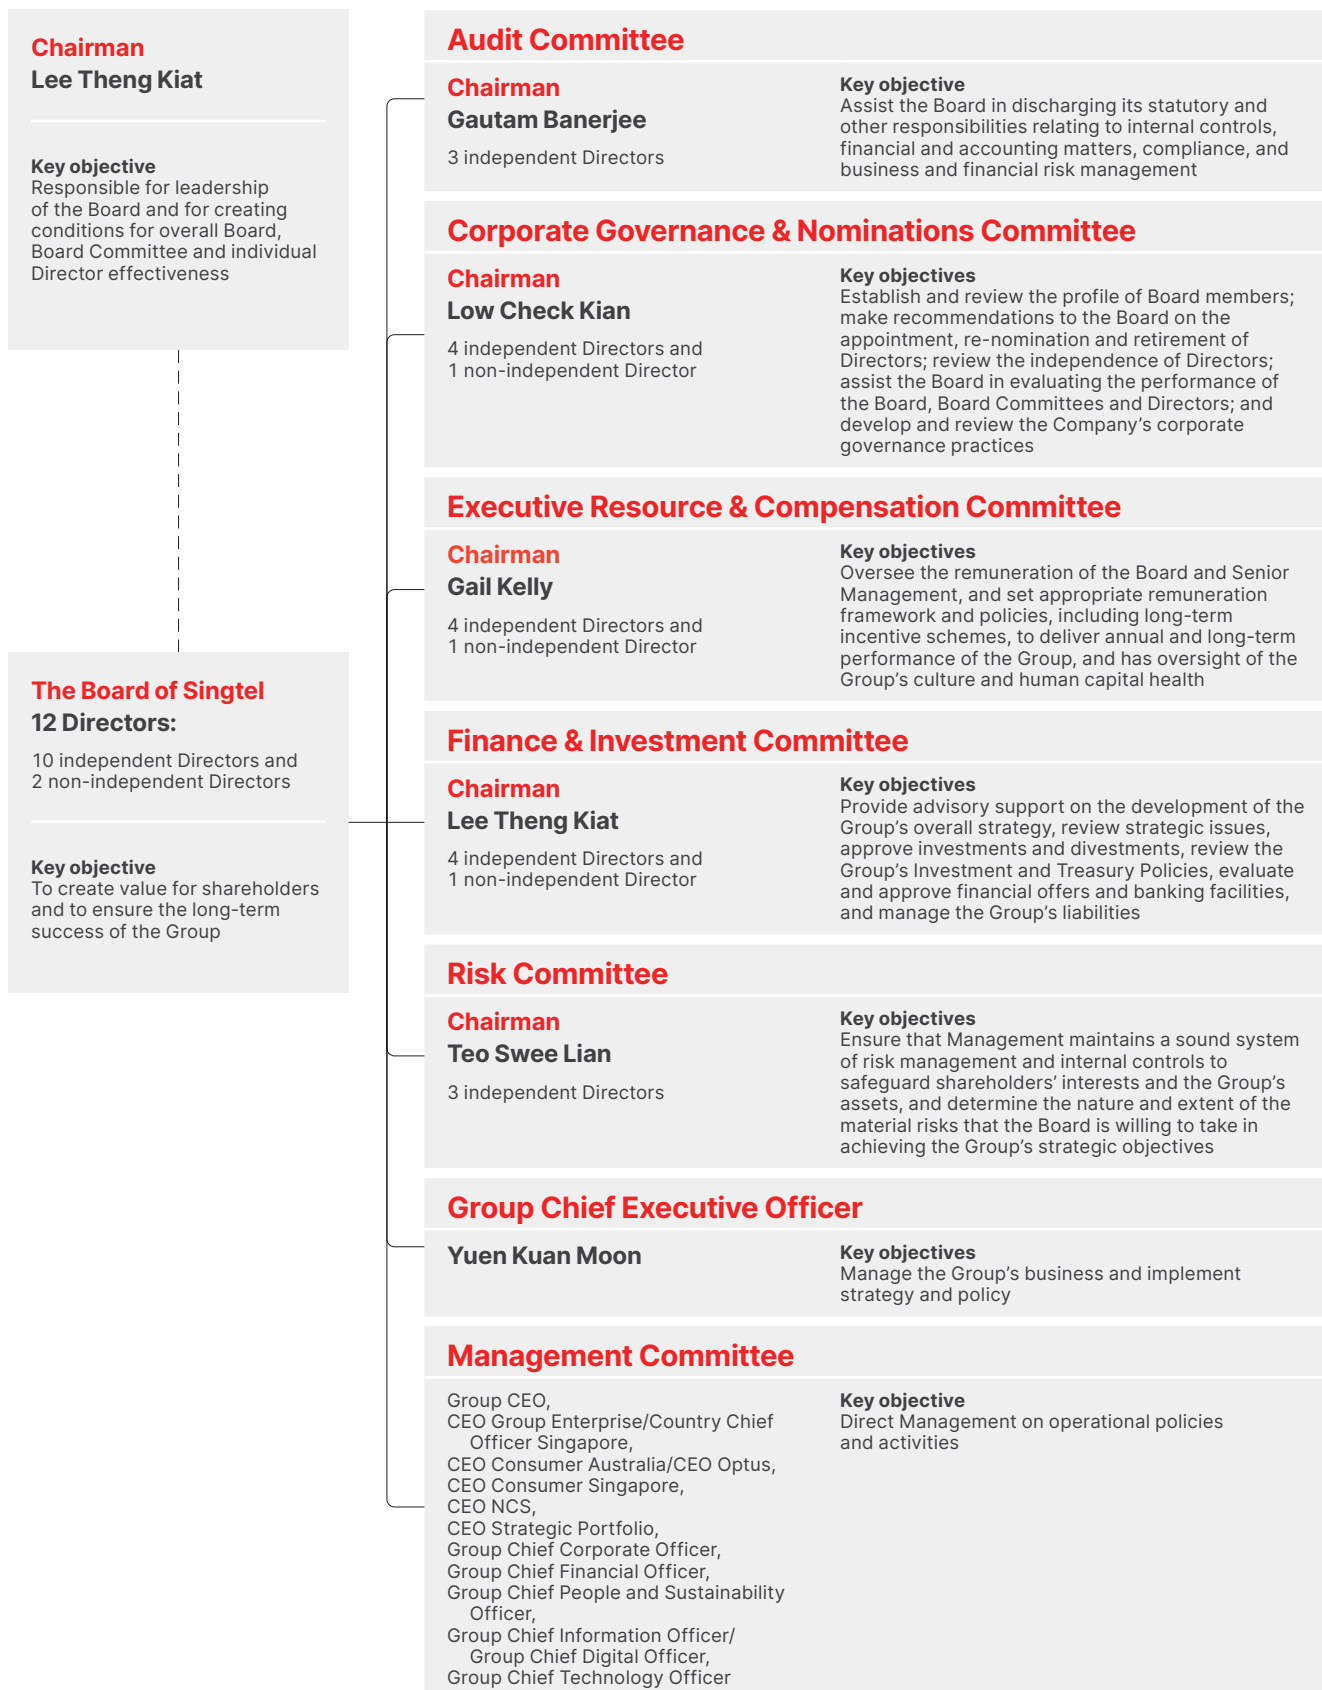 Chairman
Lee Theng Kiat
Key objective
Responsible for leadership
of the Board and for creating
conditions for overall Board,
Board Committee and individual
Director effectiveness
The Board of Singtel
12 Directors:
10 independent Directors and
2 non-independent Directors
Key objective
To create value for shareholders
and to ensure the long-term
success of the Group
Audit Committee
Chairman
Gautam Banerjee
3 independent Directors
Key objective
Assist the Board in discharging its statutory and
other responsibilities relating to internal controls,
financial and accounting matters, compliance, and
business and financial risk management
Corporate Governance & Nominations Committee
Chairman
Low Check Kian
4 independent Directors and
1 non-independent Director
Key objectives
Establish and review the profile of Board members;
make recommendations to the Board on the
appointment, re-nomination and retirement of
Directors; review the independence of Directors;
assist the Board in evaluating the performance of
the Board, Board Committees and Directors; and
develop and review the Company’s corporate
governance practices
Executive Resource & Compensation Committee
Chairman
Gail Kelly
4 independent Directors and
1 non-independent Director
Key objectives
Oversee the remuneration of the Board and Senior
Management, and set appropriate remuneration
framework and policies, including long-term
incentive schemes, to deliver annual and long-term
performance of the Group, and has oversight of the
Group’s culture and human capital health
Finance & Investment Committee
Chairman
Lee Theng Kiat
4 independent Directors and
1 non-independent Director
Key objectives
Provide advisory support on the development of the
Group’s overall strategy, review strategic issues,
approve investments and divestments, review the
Group’s Investment and Treasury Policies, evaluate
and approve financial offers and banking facilities,
and manage the Group’s liabilities
Risk Committee
Chairman
Teo Swee Lian
3 independent Directors
Key objectives
Ensure that Management maintains a sound system
of risk management and internal controls to
safeguard shareholders’ interests and the Group’s
assets, and determine the nature and extent of the
material risks that the Board is willing to take in
achieving the Group’s strategic objectives
Group Chief Executive Officer
Yuen Kuan Moon
Key objectives
Manage the Group’s business and implement
strategy and policy
Management Committee
Group CEO,
CEO Group Enterprise/Country Chief
Officer Singapore,
CEO Consumer Australia/CEO Optus,
CEO Consumer Singapore,
CEO NCS,
CEO Strategic Portfolio,
Group Chief Corporate Officer,
Group Chief Financial Officer,
Group Chief People and Sustainability
Officer,
Group Chief Information Officer/
Group Chief Digital Officer,
Group Chief Technology Officer
Key objective
Direct Management on operational policies
and activities